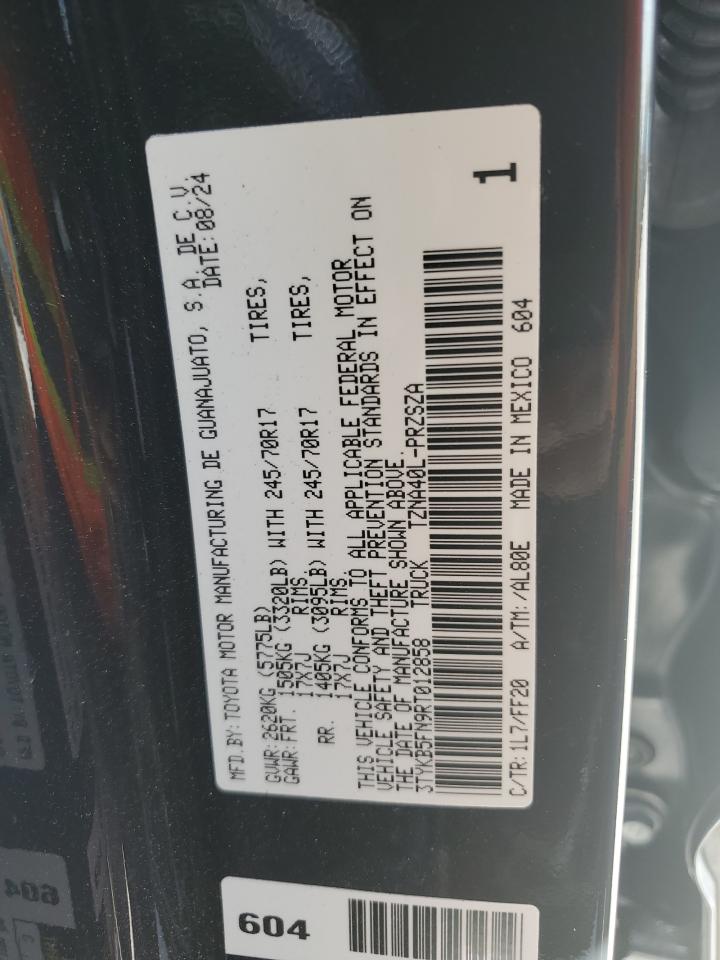 MFD.BY:TOYOTA MOTOR MANUFACTURING DE GUANAJUATO, S.A. DE C.V.
DATE:08/24
GVWR:2620KG (5775LB)
GAWR:FRT. 1505KG (3320LB) WITH 245/70R17 TIRES,
17X7J RIMS,
RR. 1405KG (3095LB) WITH 245/70R17 TIRES,
17X7J RIMS.
THIS VEHICLE CONFORMS TO ALL APPLICABLE FEDERAL MOTOR
VEHICLE SAFETY AND THEFT PREVENTION STANDARDS IN EFFECT ON
THE DATE OF MANUFACTURE SHOWN ABOVE.
3TYKB5FN9RT012858 TRUCK TZNA40L-PRZSZA
1
C/TR:1L7/FF20 A/TM:/AL80E MADE IN MEXICO 604
604
604